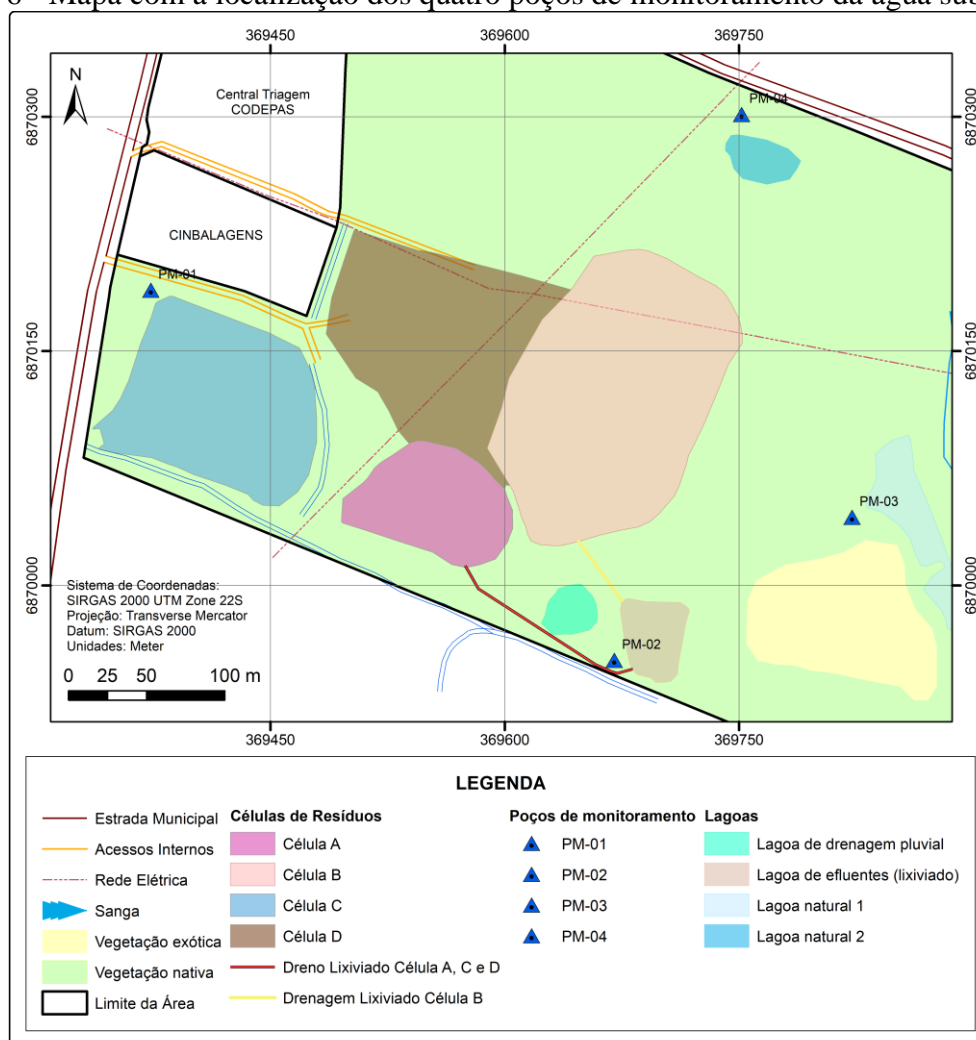 8 - Mapa com a localização dos quatro poços de monitoramento da água sub
369450 369600 369750
N
Central Triagem
CODEPAS
PM-04
6870300 6870300
CINBALAGENS
PM-01
6870150 6870150
PM-03
6870000 6870000
Sistema de Coordenadas:
SIRGAS 2000 UTM Zone 22S
Projeção: Transverse Mercator
Datum: SIRGAS 2000
Unidades: Meter
PM-02
0 25 50 100 m
369450 369600 369750
LEGENDA
Estrada Municipal
Acessos Internos
Rede Elétrica
Sanga
Vegetação exótica
Vegetação nativa
Limite da Área
Células de Resíduos
Célula A
Célula B
Célula C
Célula D
Dreno Lixiviado Célula A, C e D
Drenagem Lixiviado Célula B
Poços de monitoramento
PM-01
PM-02
PM-03
PM-04
Lagoas
Lagoa de drenagem pluvial
Lagoa de efluentes (lixiviado)
Lagoa natural 1
Lagoa natural 2